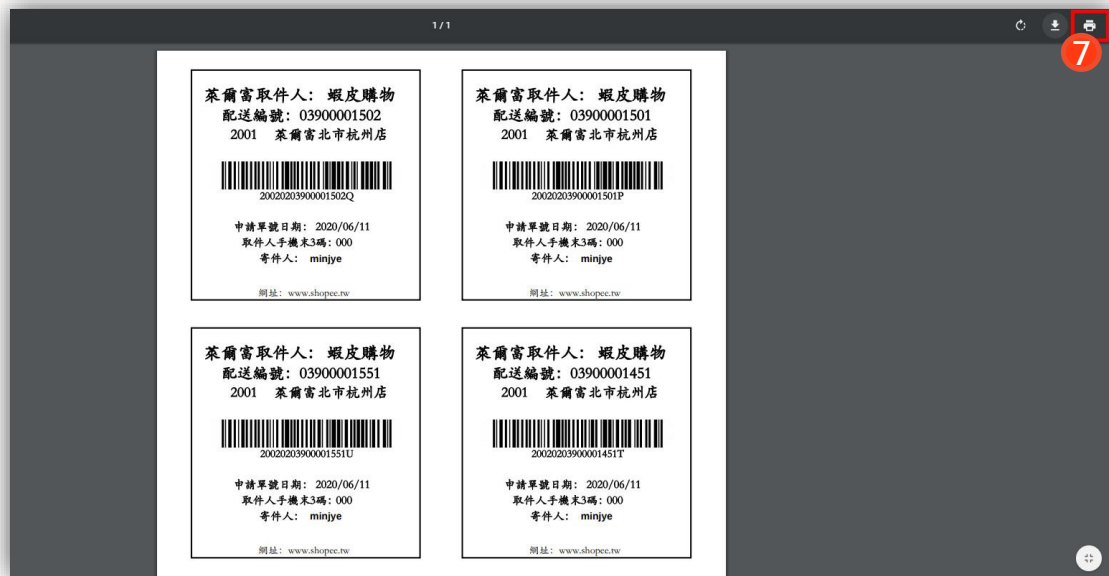 1 / 1
7
萊爾富取件人： 蝦皮購物
配送編號：03900001502
2001 萊爾富北市杭州店
20020203900001502Q
申請單號日期： 2020/06/11
取件人手機末3碼：000
寄件人： minjye
網址：www.shopee.tw
萊爾富取件人： 蝦皮購物
配送編號：03900001501
2001 萊爾富北市杭州店
20020203900001501P
申請單號日期： 2020/06/11
取件人手機末3碼：000
寄件人： minjye
網址：www.shopee.tw
萊爾富取件人： 蝦皮購物
配送編號：03900001551
2001 萊爾富北市杭州店
20020203900001551U
申請單號日期： 2020/06/11
取件人手機末3碼：000
寄件人： minjye
網址：www.shopee.tw
萊爾富取件人： 蝦皮購物
配送編號：03900001451
2001 萊爾富北市杭州店
20020203900001451T
申請單號日期： 2020/06/11
取件人手機末3碼：000
寄件人： minjye
網址：www.shopee.tw